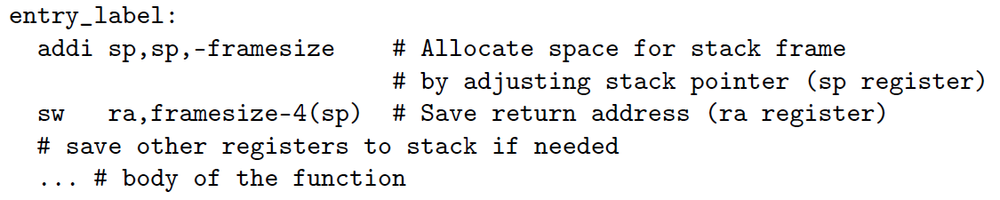 entry_label:
  addi sp,sp,-framesize    # Allocate space for stack frame
                           # by adjusting stack pointer (sp register)
  sw   ra,framesize-4(sp)  # Save return address (ra register)
  # save other registers to stack if needed
  ... # body of the function